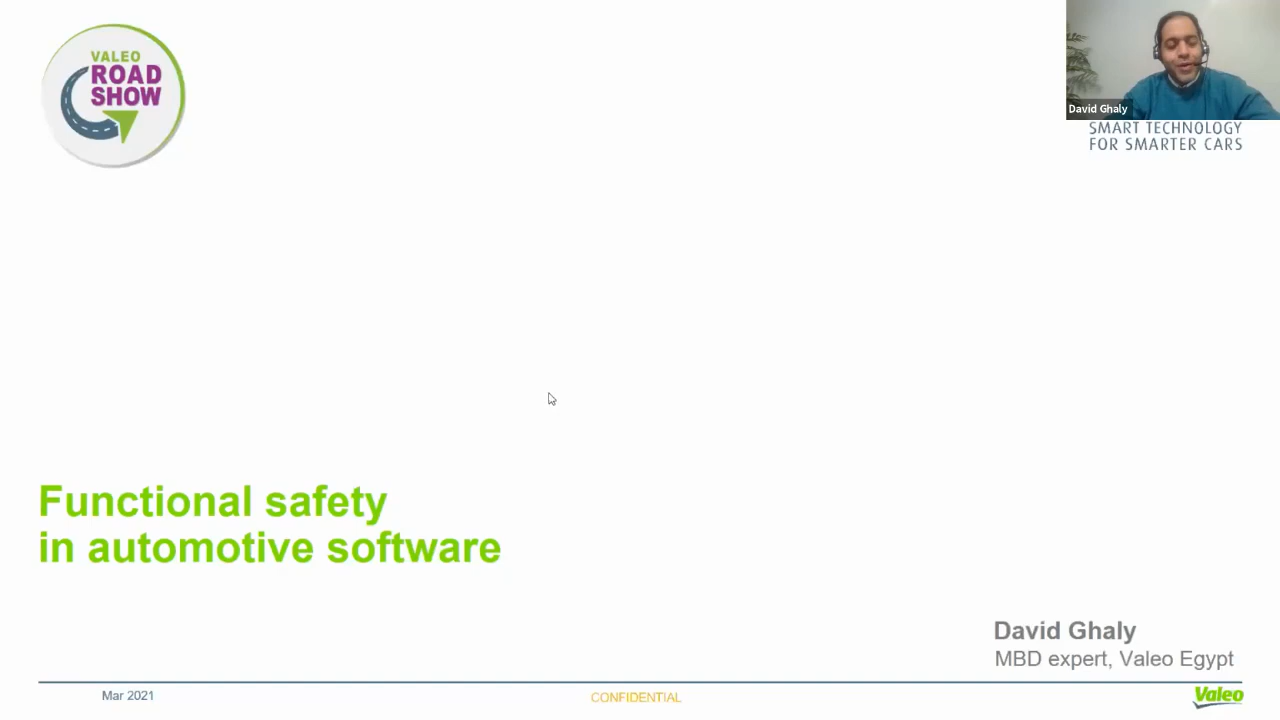 VALEO
ROAD
SHOW
David Ghaly
SMART TECHNOLOGY
FOR SMARTER CARS
Functional safety
in automotive software
David Ghaly
MBD expert, Valeo Egypt
Mar 2021
CONFIDENTIAL
Valeo